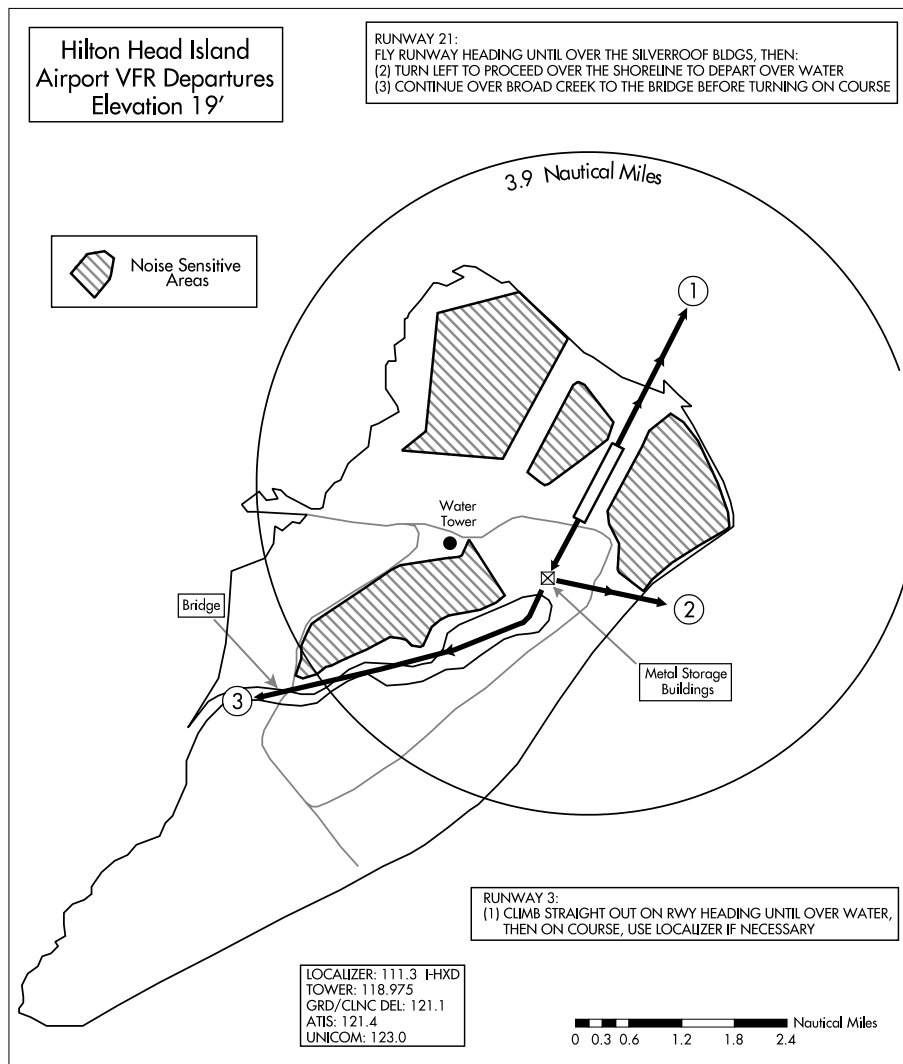 Hilton Head Island
Airport VFR Departures
Elevation 19'
RUNWAY 21:
FLY RUNWAY HEADING UNTIL OVER THE SILVERROOF BLDGS, THEN:
(2) TURN LEFT TO PROCEED OVER THE SHORELINE TO DEPART OVER WATER
(3) CONTINUE OVER BROAD CREEK TO THE BRIDGE BEFORE TURNING ON COURSE
3.9 Nautical Miles
Noise Sensitive
Areas
1
Water
Tower
Bridge
2
Metal Storage
Buildings
3
RUNWAY 3:
(1) CLIMB STRAIGHT OUT ON RWY HEADING UNTIL OVER WATER,
THEN ON COURSE, USE LOCALIZER IF NECESSARY
LOCALIZER: 111.3 I-HXD
TOWER: 118.975
GRD/CLNC DEL: 121.1
ATIS: 121.4
UNICOM: 123.0
Nautical Miles
0 0.3 0.6 1.2 1.8 2.4